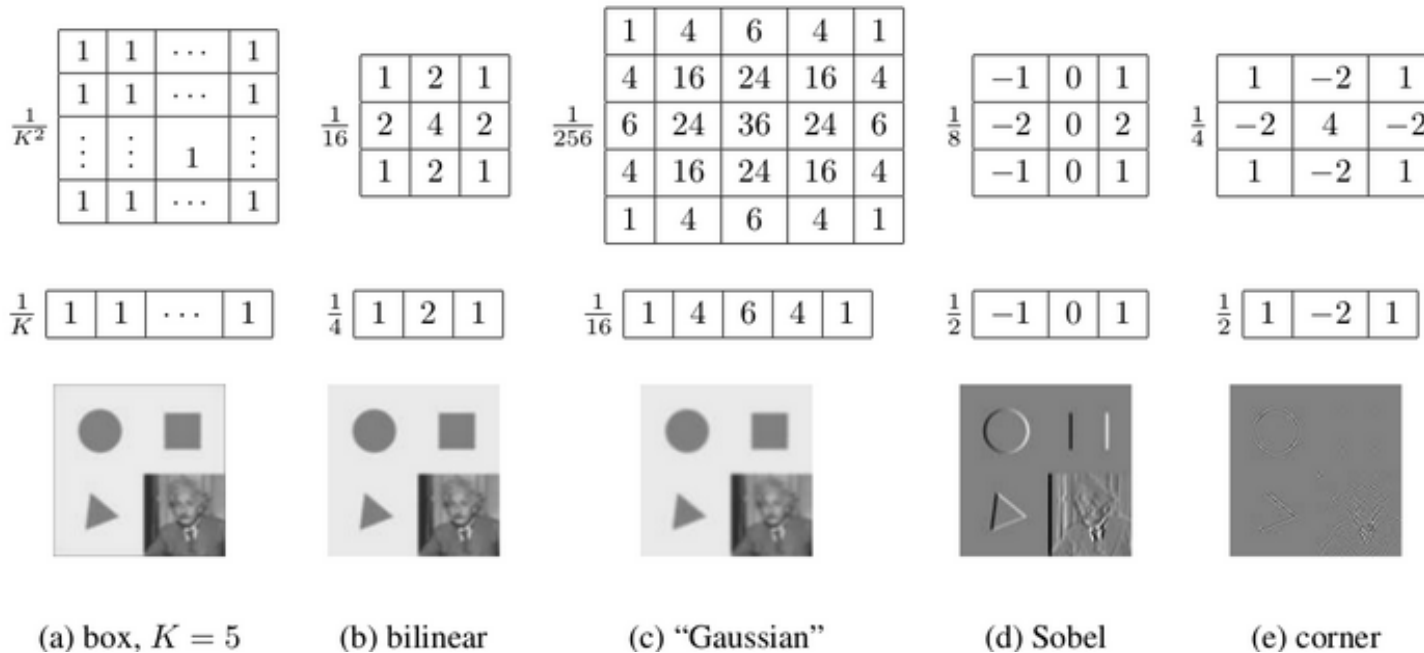 1/K² 1 1 ⋯ 1
1 1 ⋯ 1
⋮ ⋮ 1 ⋮
1 1 ⋯ 1
1/16 1 2 1
2 4 2
1 2 1
1/256 1 4 6 4 1
4 16 24 16 4
6 24 36 24 6
4 16 24 16 4
1 4 6 4 1
1/8 −1 0 1
−2 0 2
−1 0 1
1/4 1 −2 1
−2 4 −2
1 −2 1
1/K 1 1 ⋯ 1
1/4 1 2 1
1/16 1 4 6 4 1
1/2 −1 0 1
1/2 1 −2 1
(a) box, K = 5
(b) bilinear
(c) “Gaussian”
(d) Sobel
(e) corner